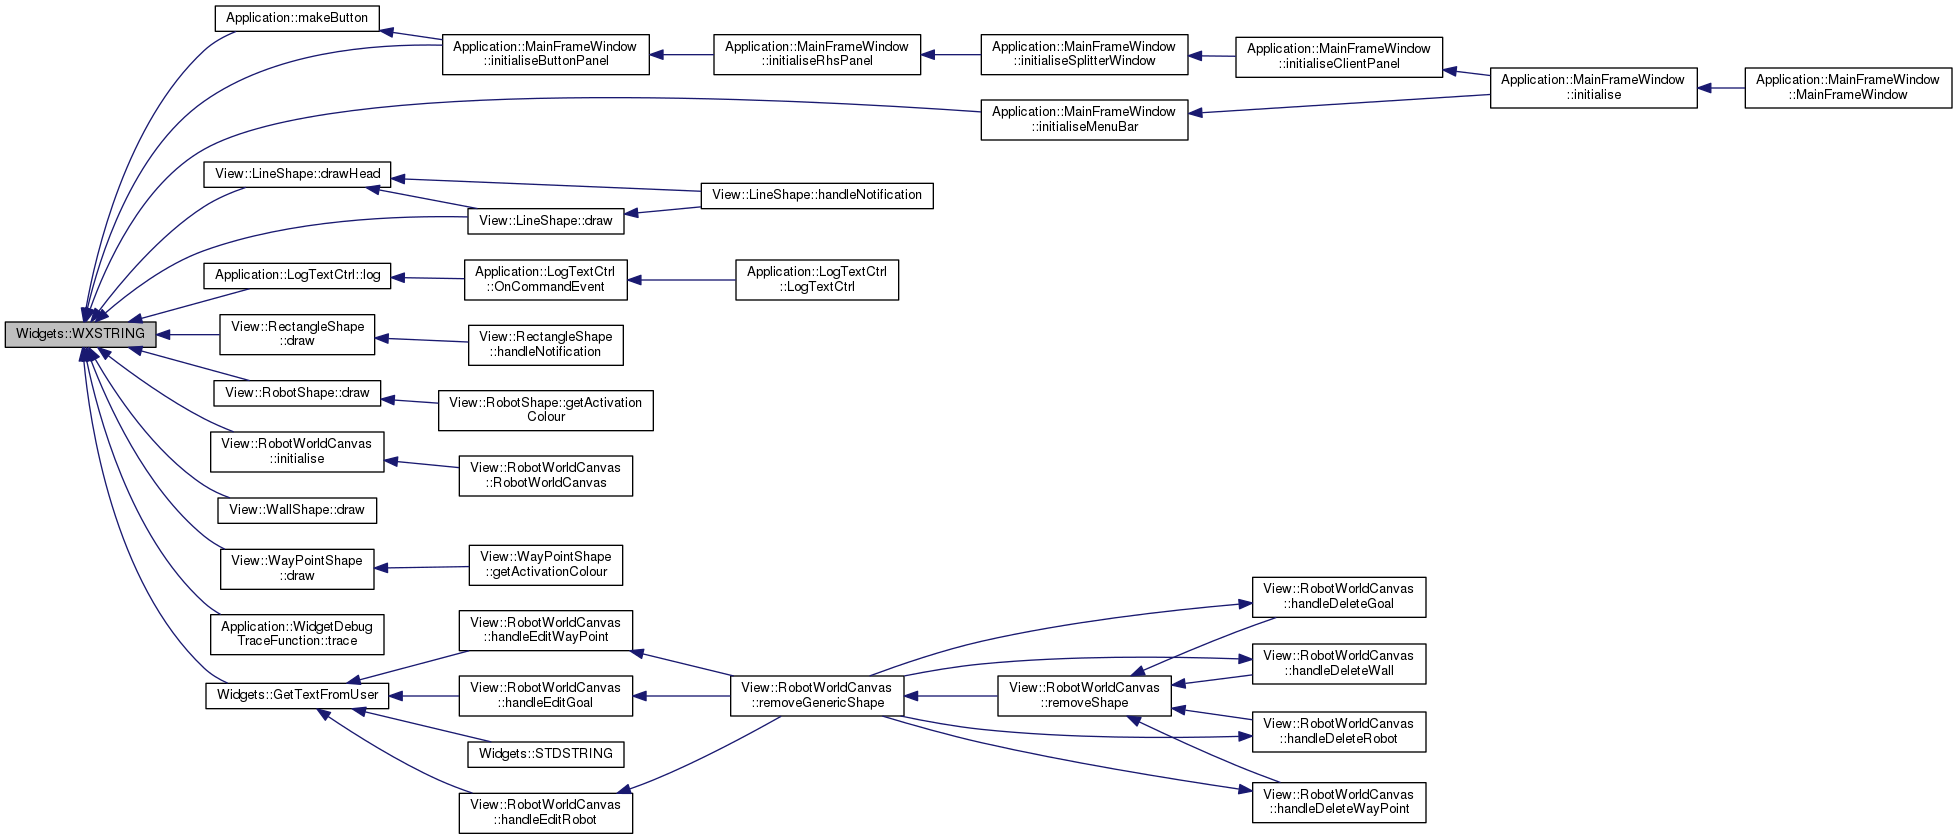 Application::makeButton
Application::MainFrameWindow
::initialiseButtonPanel
Application::MainFrameWindow
::initialiseRhsPanel
Application::MainFrameWindow
::initialiseSplitterWindow
Application::MainFrameWindow
::initialiseClientPanel
Application::MainFrameWindow
::initialise
Application::MainFrameWindow
::MainFrameWindow
Application::MainFrameWindow
::initialiseMenuBar
View::LineShape::drawHead
View::LineShape::handleNotification
View::LineShape::draw
Application::LogTextCtrl::log
Application::LogTextCtrl
::OnCommandEvent
Application::LogTextCtrl
::LogTextCtrl
Widgets::WXSTRING
View::RectangleShape
::draw
View::RectangleShape
::handleNotification
View::RobotShape::draw
View::RobotShape::getActivation
Colour
View::RobotWorldCanvas
::initialise
View::RobotWorldCanvas
::RobotWorldCanvas
View::WallShape::draw
View::WayPointShape
::draw
View::WayPointShape
::getActivationColour
Application::WidgetDebug
TraceFunction::trace
Widgets::GetTextFromUser
View::RobotWorldCanvas
::handleEditWayPoint
View::RobotWorldCanvas
::handleEditGoal
Widgets::STDSTRING
View::RobotWorldCanvas
::handleEditRobot
View::RobotWorldCanvas
::removeGenericShape
View::RobotWorldCanvas
::removeShape
View::RobotWorldCanvas
::handleDeleteGoal
View::RobotWorldCanvas
::handleDeleteWall
View::RobotWorldCanvas
::handleDeleteRobot
View::RobotWorldCanvas
::handleDeleteWayPoint